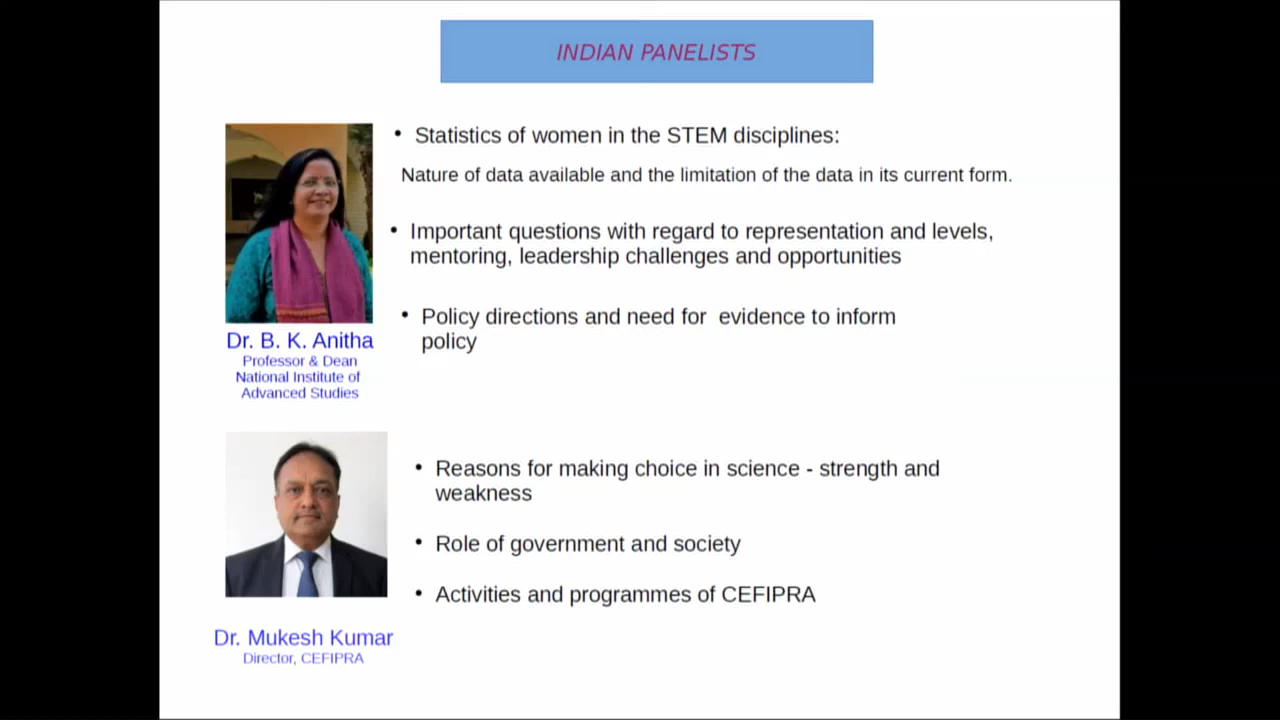 INDIAN PANELISTS
• Statistics of women in the STEM disciplines:
Nature of data available and the limitation of the data in its current form.
• Important questions with regard to representation and levels,
mentoring, leadership challenges and opportunities
• Policy directions and need for evidence to inform
policy
Dr. B. K. Anitha
Professor & Dean
National Institute of
Advanced Studies
• Reasons for making choice in science - strength and
weakness
• Role of government and society
• Activities and programmes of CEFIPRA
Dr. Mukesh Kumar
Director, CEFIPRA